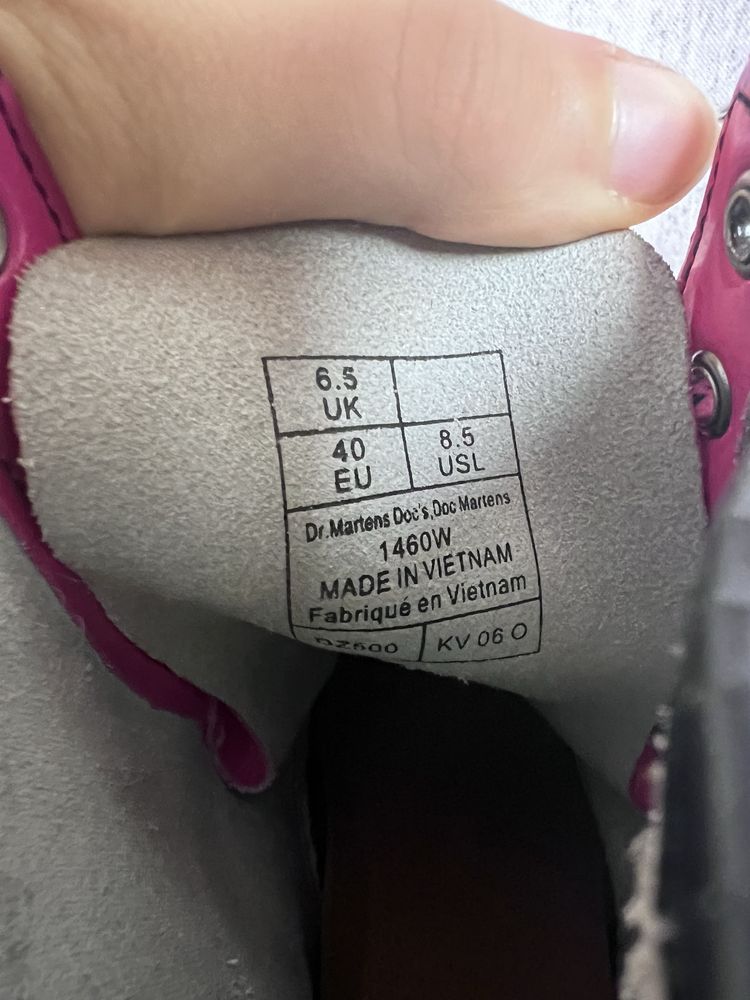 6.5
UK
40
EU
8.5
USL
Dr.Martens Doc's,Doc Martens
1460W
MADE IN VIETNAM
Fabriqué en Vietnam
KV 06 O